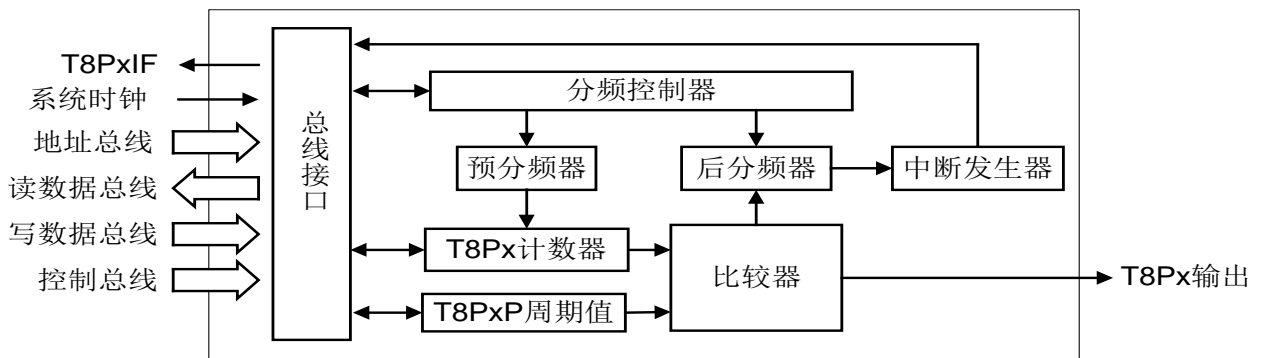 T8PxIF
系统时钟
地址总线
读数据总线
写数据总线
控制总线
总线接口
分频控制器
预分频器
后分频器
中断发生器
T8Px计数器
T8PxP周期值
比较器
T8Px输出